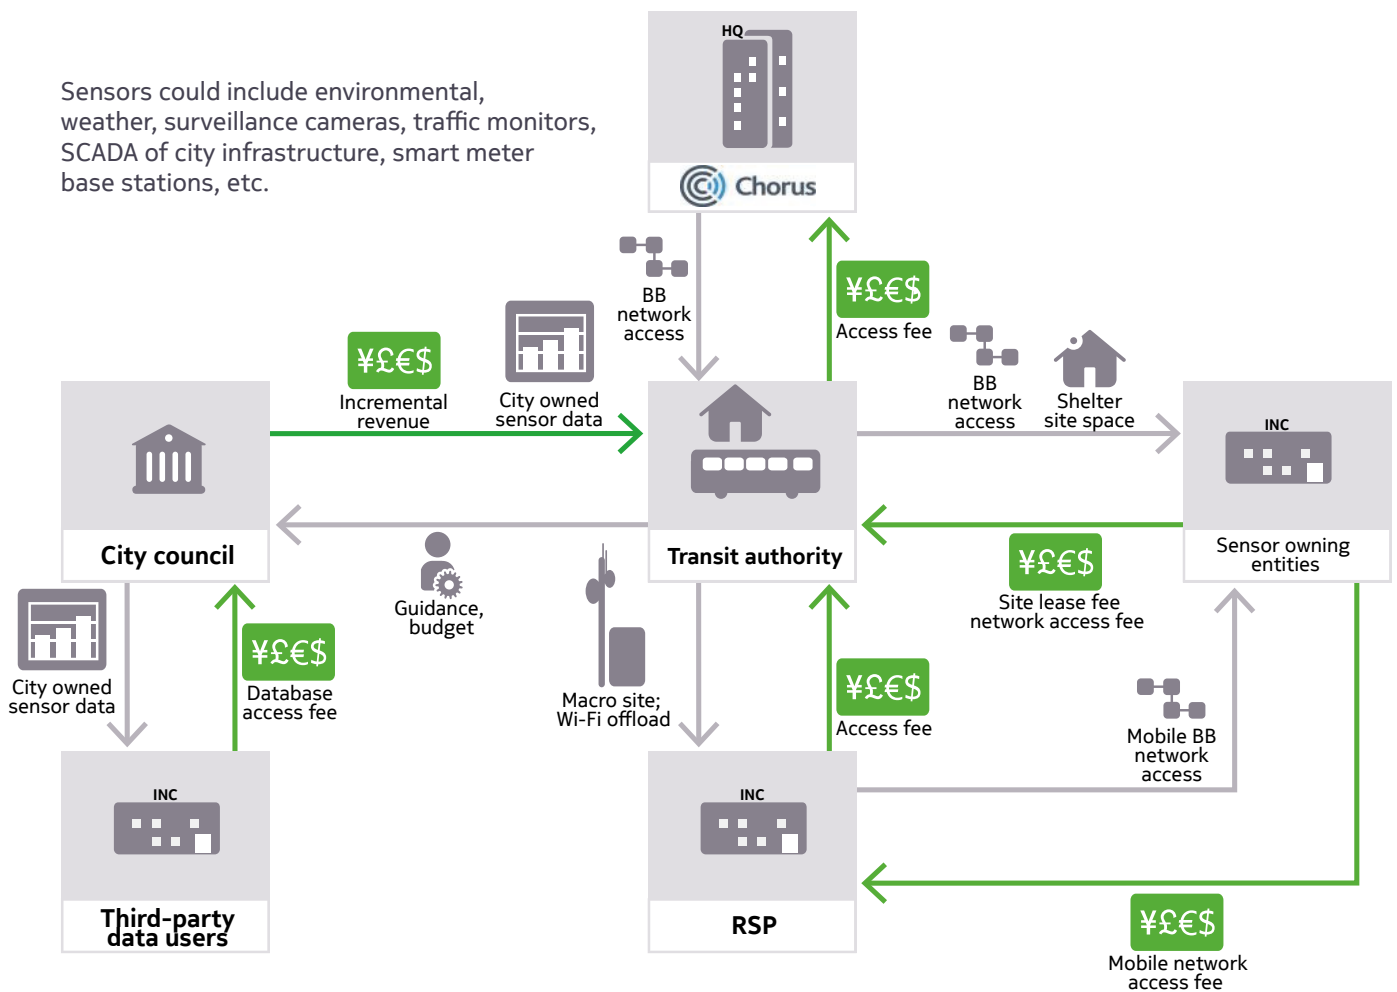 Sensors could include environmental,
weather, surveillance cameras, traffic monitors,
SCADA of city infrastructure, smart meter
base stations, etc.
HQ
Chorus
BB
network
access
¥£€$
Access fee
¥£€$
Incremental
revenue
City owned
sensor data
BB
network
access
Shelter
site space
City council
Transit authority
INC
Sensor owning
entities
Guidance,
budget
¥£€$
Site lease fee
network access fee
City owned
sensor data
¥£€$
Database
access fee
Macro site;
Wi-Fi offload
¥£€$
Access fee
Mobile BB
network
access
INC
Third-party
data users
INC
RSP
¥£€$
Mobile network
access fee